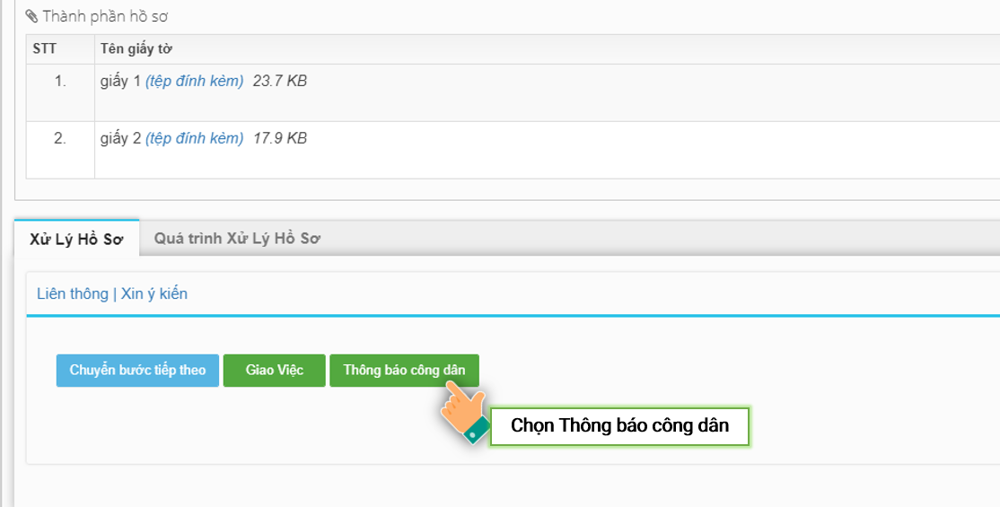 Thành phần hồ sơ
STT Tên giấy tờ
1. giấy 1 (tệp đính kèm) 23.7 KB
2. giấy 2 (tệp đính kèm) 17.9 KB
Xử Lý Hồ Sơ Quá trình Xử Lý Hồ Sơ
Liên thông | Xin ý kiến
Chuyển bước tiếp theo Giao Việc Thông báo công dân
Chọn Thông báo công dân